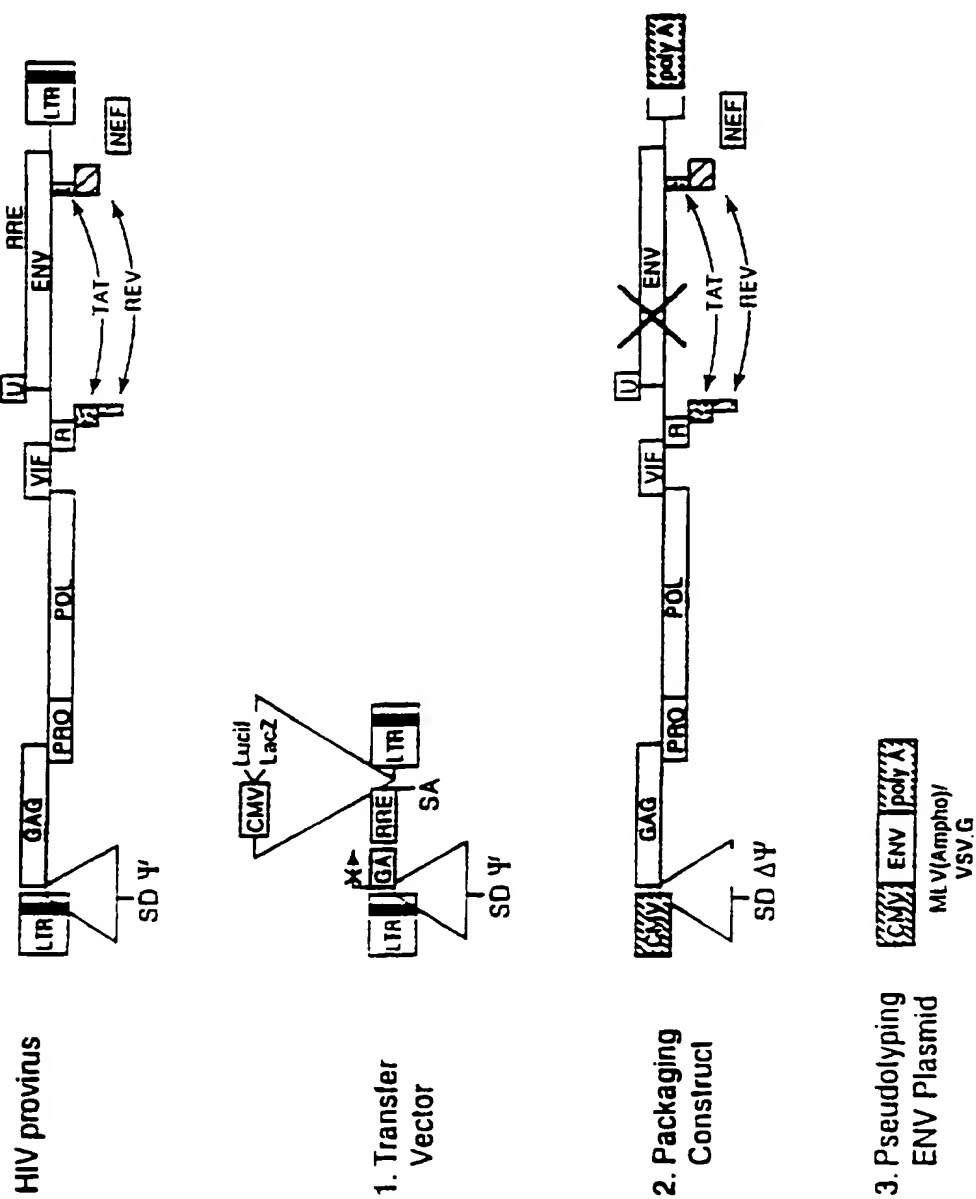 HIV provirus
LTR
SD Ψ
GAG
PRO
POL
VIF
R
U
RRE
ENV
TAT
REV
NEF
LTR
1. Transfer
Vector
LTR
SD Ψ
GA
RRE
SA
CMV
Lucif
LacZ
LTR
2. Packaging
Construct
CMV
SD ΔΨ
GAG
PRO
POL
VIF
R
U
ENV
TAT
REV
NEF
poly A
3. Pseudotyping
ENV Plasmid
CMV
ENV
poly A
MLV(Ampho)/
VSV.G